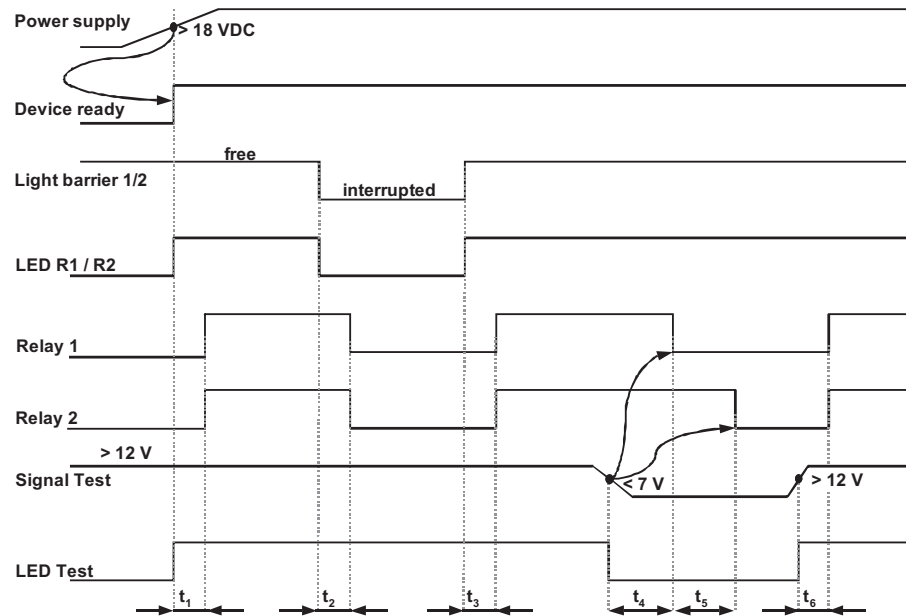 Power supply
> 18 VDC
Device ready
free
Light barrier 1/2
interrupted
LED R1 / R2
Relay 1
Relay 2
> 12 V
Signal Test
< 7 V
> 12 V
LED Test
t1
t2
t3
t4
t5
t6